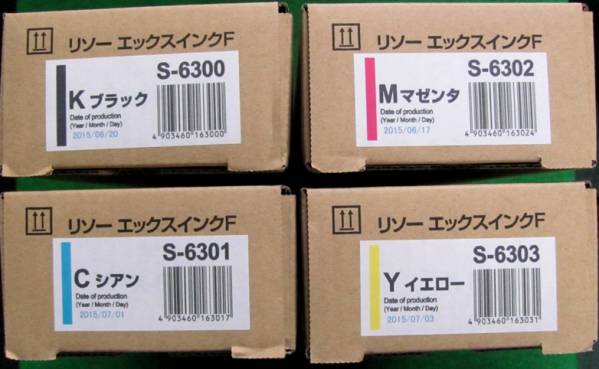 リソー エックスインクF
S-6300
K ブラック
Date of production
(Year / Month / Day)
2015/06/20
4 903460 163000
リソー エックスインクF
S-6302
M マゼンタ
Date of production
(Year / Month / Day)
2015/06/17
4 903460 163024
リソー エックスインクF
S-6301
C シアン
Date of production
(Year / Month / Day)
2015/07/01
4 903460 163017
リソー エックスインクF
S-6303
Y イエロー
Date of production
(Year / Month / Day)
2015/07/03
4 903460 163031